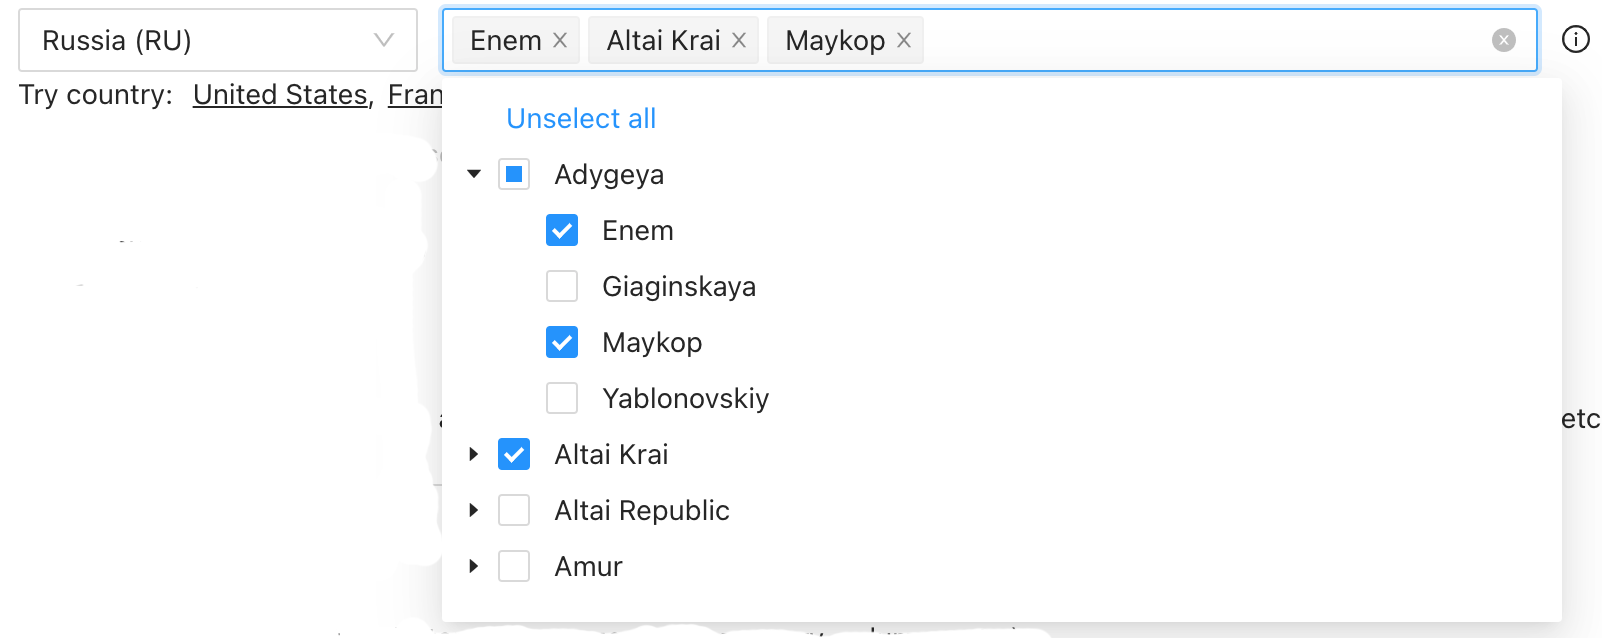 Russia (RU)
Enem Altai Krai Maykop
Try country: United States, Fran
Unselect all
Adygeya
Enem
Giaginskaya
Maykop
Yablonovskiy
etc
Altai Krai
Altai Republic
Amur